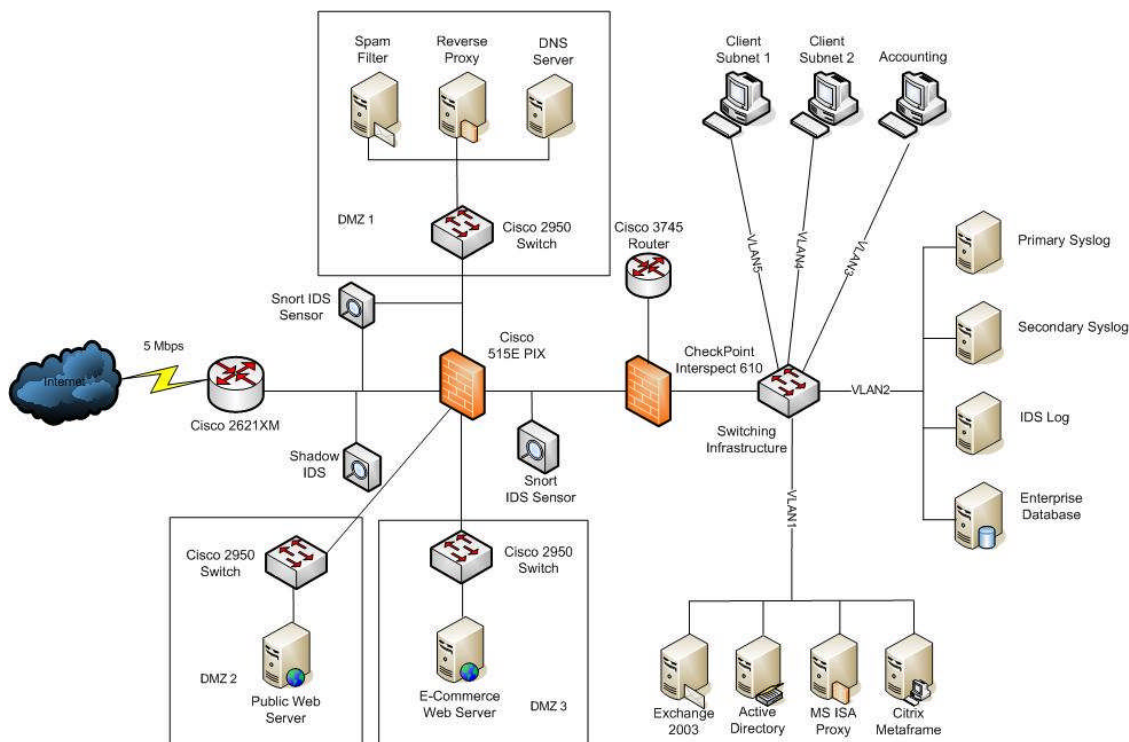 Spam
Filter
Reverse
Proxy
DNS
Server
DMZ 1
Cisco 2950
Switch
Client
Subnet 1
Client
Subnet 2
Accounting
Cisco 3745
Router
VLAN5
VLAN4
VLAN3
Primary Syslog
Secondary Syslog
IDS Log
Enterprise
Database
Snort IDS
Sensor
Cisco
515E PIX
CheckPoint
Interspect 610
5 Mbps
Internet
Cisco 2621XM
VLAN2
Switching
Infrastructure
Shadow
IDS
Snort
IDS Sensor
VLAN1
Cisco 2950
Switch
DMZ 2
Public Web
Server
Cisco 2950
Switch
E-Commerce
Web Server
DMZ 3
Exchange
2003
Active
Directory
MS ISA
Proxy
Citrix
Metaframe